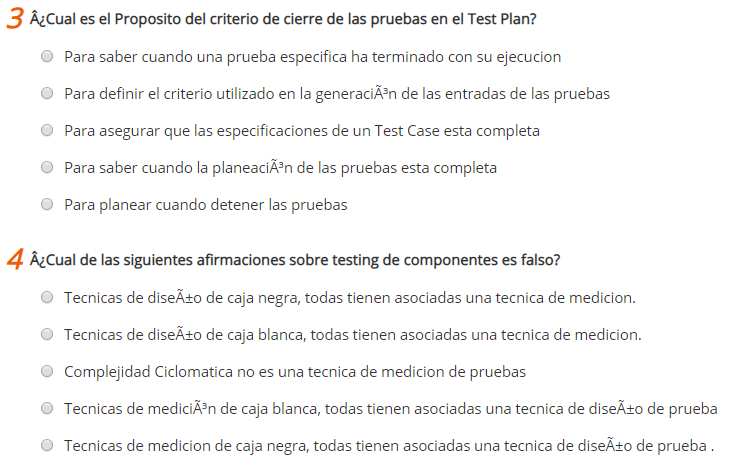 3 Â¿Cual es el Proposito del criterio de cierre de las pruebas en el Test Plan?
Para saber cuando una prueba especifica ha terminado con su ejecucion
Para definir el criterio utilizado en la generaciÃ³n de las entradas de las pruebas
Para asegurar que las especificaciones de un Test Case esta completa
Para saber cuando la planeaciÃ³n de las pruebas esta completa
Para planear cuando detener las pruebas
4 Â¿Cual de las siguientes afirmaciones sobre testing de componentes es falso?
Tecnicas de diseÃ±o de caja negra, todas tienen asociadas una tecnica de medicion.
Tecnicas de diseÃ±o de caja blanca, todas tienen asociadas una tecnica de medicion.
Complejidad Ciclomatica no es una tecnica de medicion de pruebas
Tecnicas de mediciÃ³n de caja blanca, todas tienen asociadas una tecnica de diseÃ±o de prueba
Tecnicas de medicion de caja negra, todas tienen asociadas una tecnica de diseÃ±o de prueba .